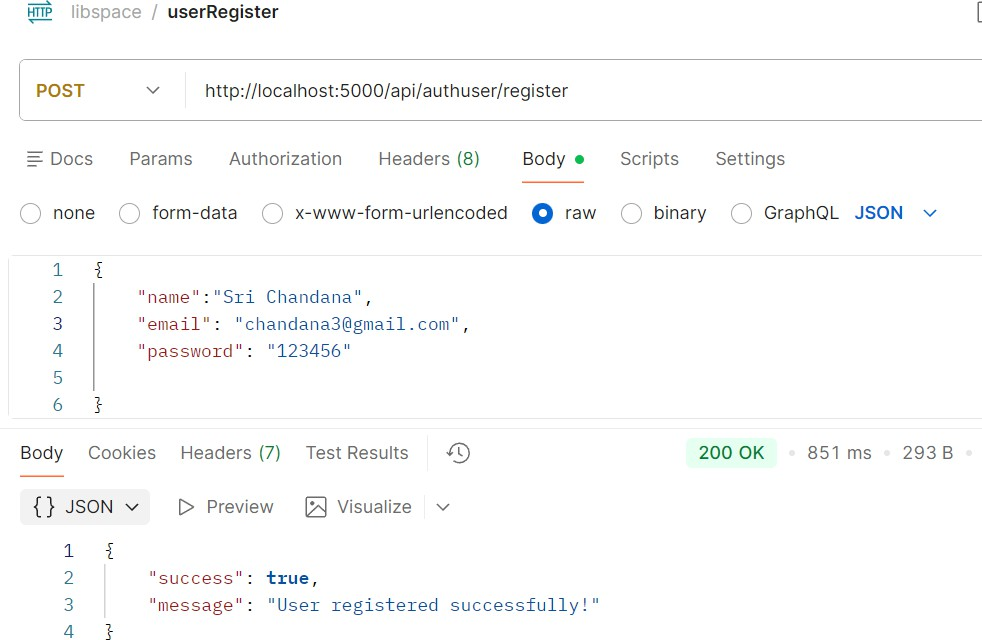 HTTP libspace / userRegister
POST http://localhost:5000/api/authuser/register
Docs Params Authorization Headers (8) Body Scripts Settings
none form-data x-www-form-urlencoded raw binary GraphQL JSON
1 {
2 "name":"Sri Chandana",
3 "email": "chandana3@gmail.com",
4 "password": "123456"
5
6 }
Body Cookies Headers (7) Test Results 200 OK 851 ms 293 B
{} JSON Preview Visualize
1 {
2 "success": true,
3 "message": "User registered successfully!"
4 }